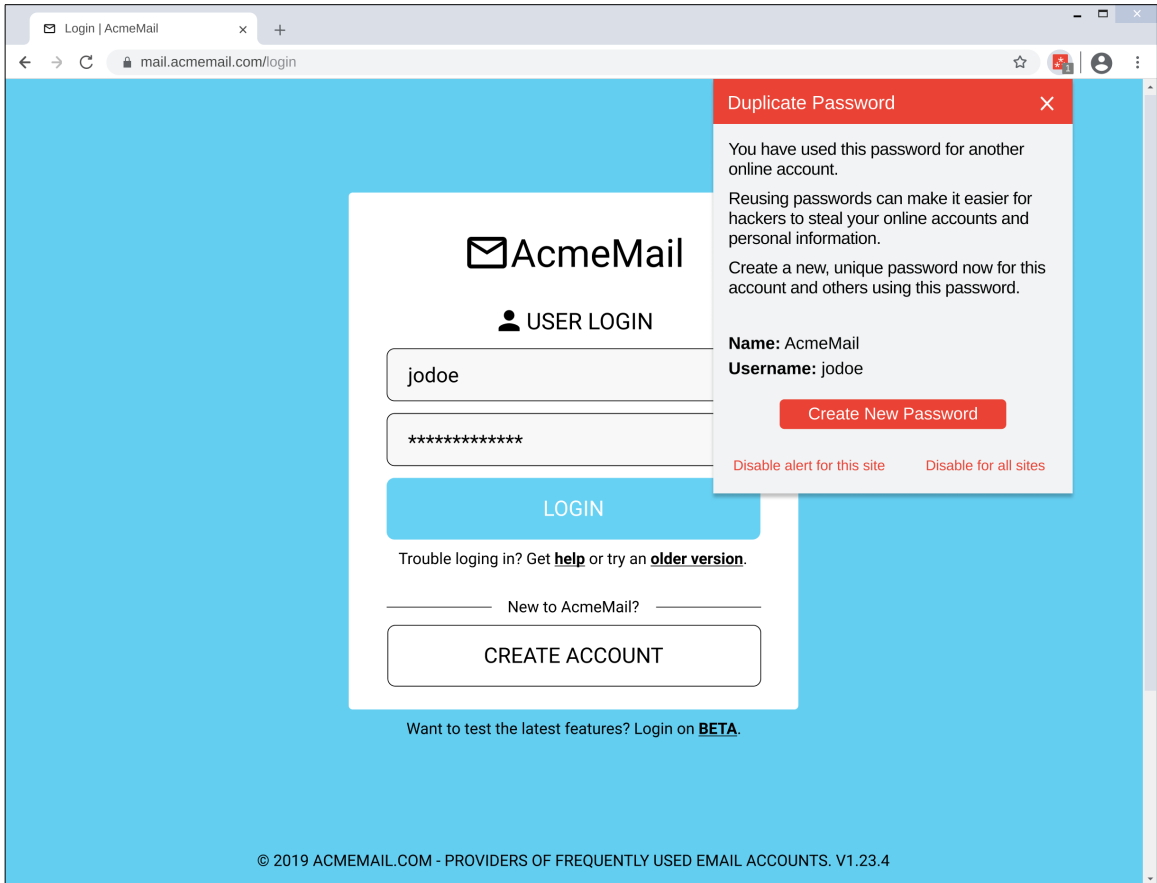 Login | AcmeMail
mail.acmemail.com/login
1
Duplicate Password
You have used this password for another
online account.
Reusing passwords can make it easier for
hackers to steal your online accounts and
personal information.
Create a new, unique password now for this
account and others using this password.
Name: AcmeMail
Username: jodoe
Create New Password
Disable alert for this site
Disable for all sites
AcmeMail
USER LOGIN
jodoe
*************
LOGIN
Trouble loging in? Get help or try an older version.
New to AcmeMail?
CREATE ACCOUNT
Want to test the latest features? Login on BETA.
© 2019 ACMEMAIL.COM - PROVIDERS OF FREQUENTLY USED EMAIL ACCOUNTS. V1.23.4